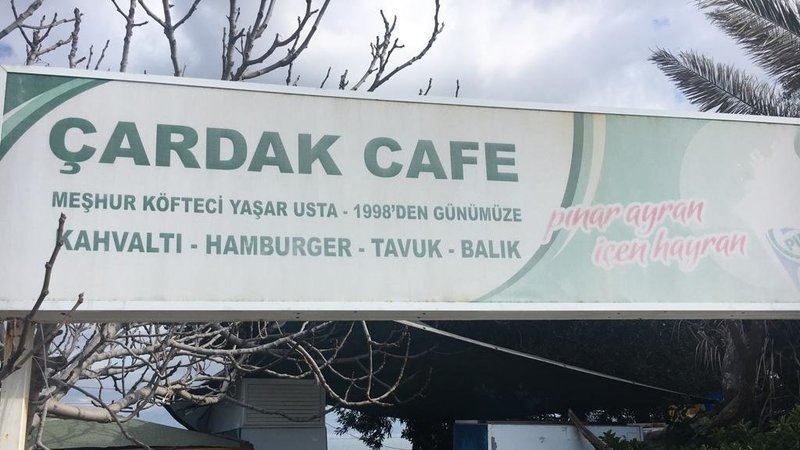 ÇARDAK CAFE
MEŞHUR KÖFTECİ YAŞAR USTA - 1998'DEN GÜNÜMÜZE
KAHVALTI - HAMBURGER - TAVUK - BALIK
pınar ayran
içen hayran